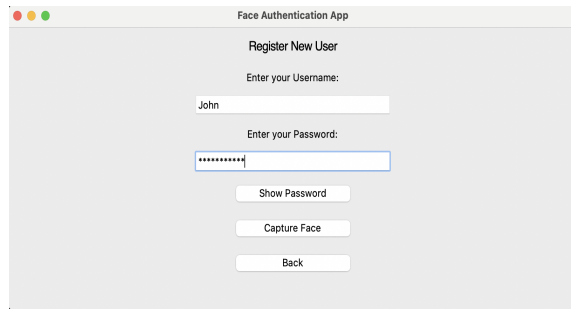 Face Authentication App
Register New User
Enter your Username:
John
Enter your Password:
***********
Show Password
Capture Face
Back